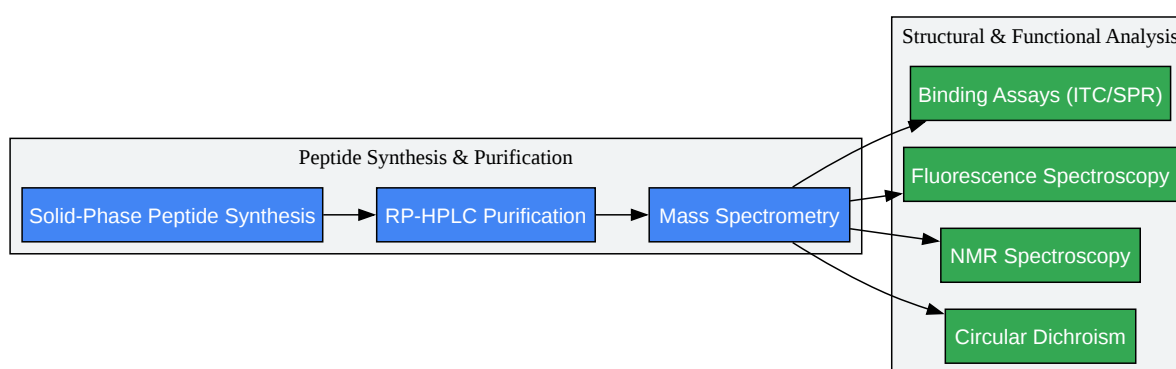 Peptide Synthesis & Purification
Solid-Phase Peptide Synthesis
RP-HPLC Purification
Mass Spectrometry
Structural & Functional Analysis
Binding Assays (ITC/SPR)
Fluorescence Spectroscopy
NMR Spectroscopy
Circular Dichroism